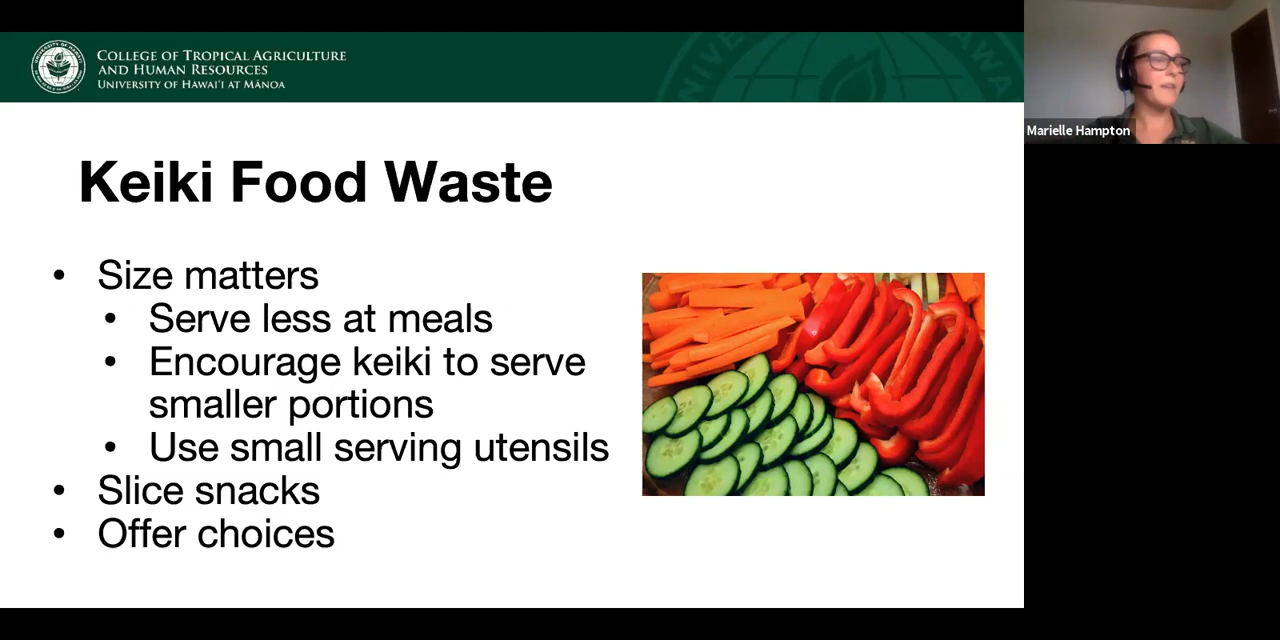 COLLEGE OF TROPICAL AGRICULTURE
AND HUMAN RESOURCES
UNIVERSITY OF HAWAI'I AT MĀNOA
Marielle Hampton
Keiki Food Waste
• Size matters
• Serve less at meals
• Encourage keiki to serve
smaller portions
• Use small serving utensils
• Slice snacks
• Offer choices